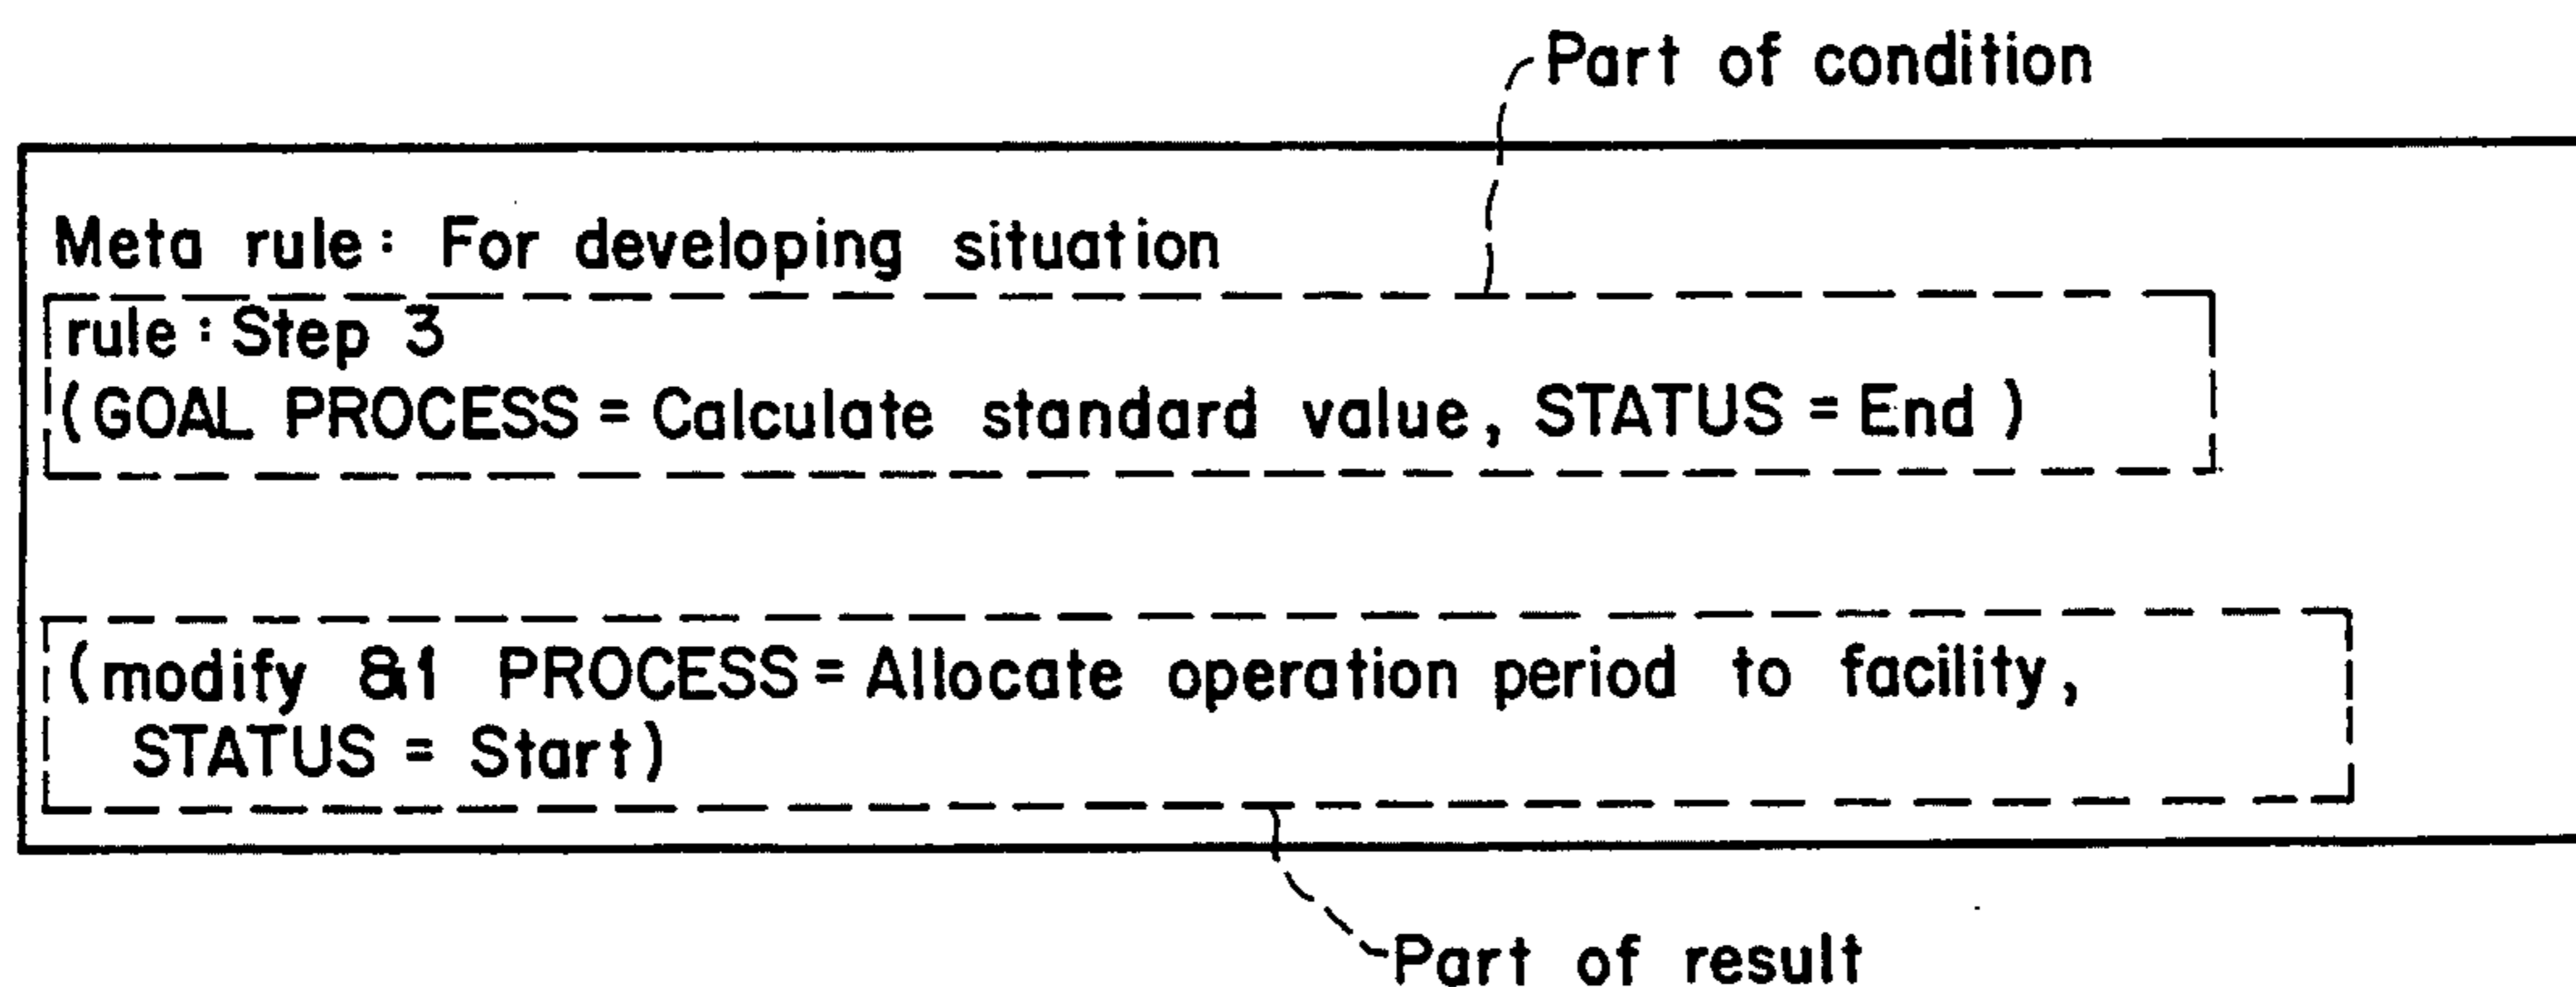 Part of condition
Meta rule: For developing situation
rule: Step 3
(GOAL PROCESS = Calculate standard value, STATUS = End )
(modify &1 PROCESS = Allocate operation period to facility,
STATUS = Start)
Part of result